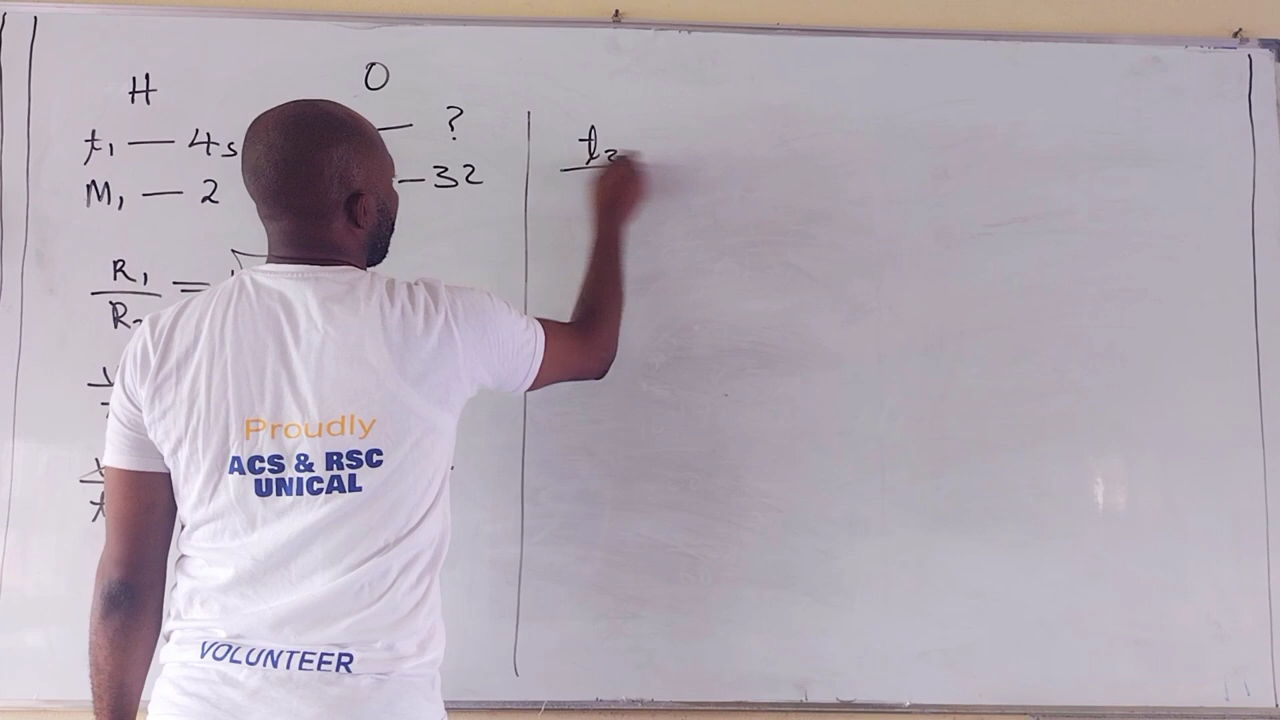 H O
t₁ — 4s — ?
M₁ — 2 — 32
R₁
=
R₂
t₂
Proudly
ACS & RSC
UNICAL
VOLUNTEER